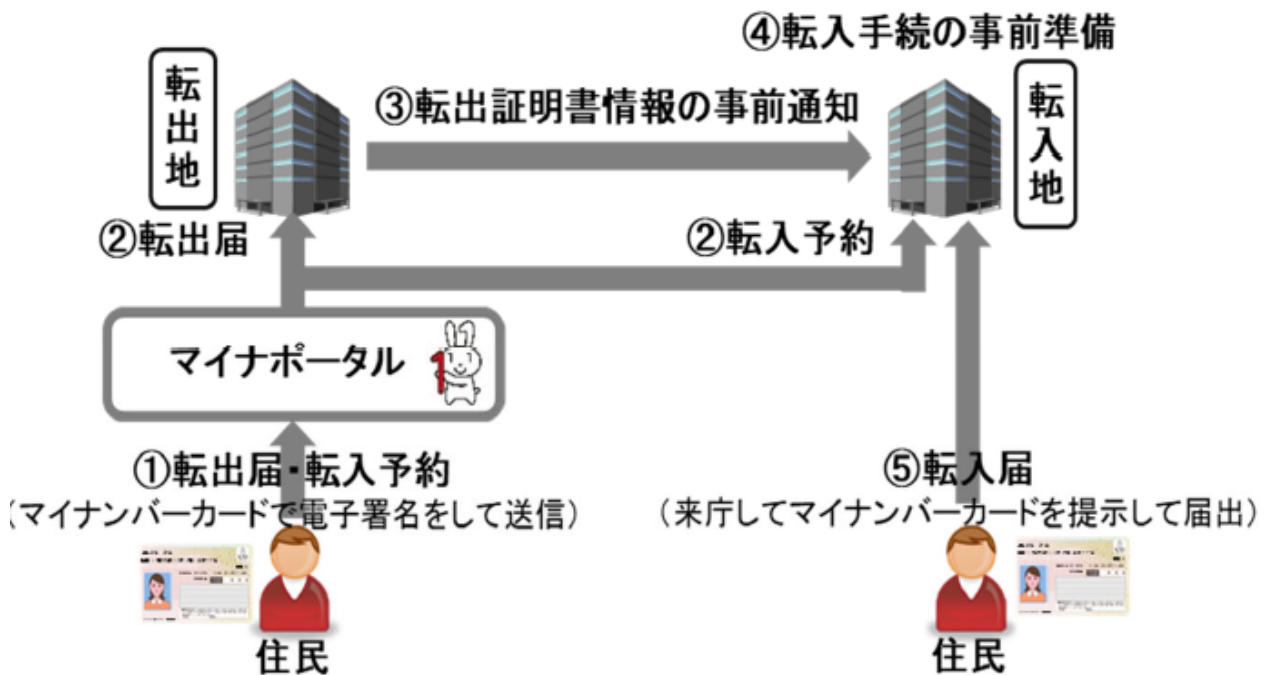 ④転入手続の事前準備
転出地
③転出証明書情報の事前通知
転入地
②転出届
②転入予約
マイナポータル
1
①転出届・転入予約
(マイナンバーカードで電子署名をして送信)
⑤転入届
(来庁してマイナンバーカードを提示して届出)
住民
住民